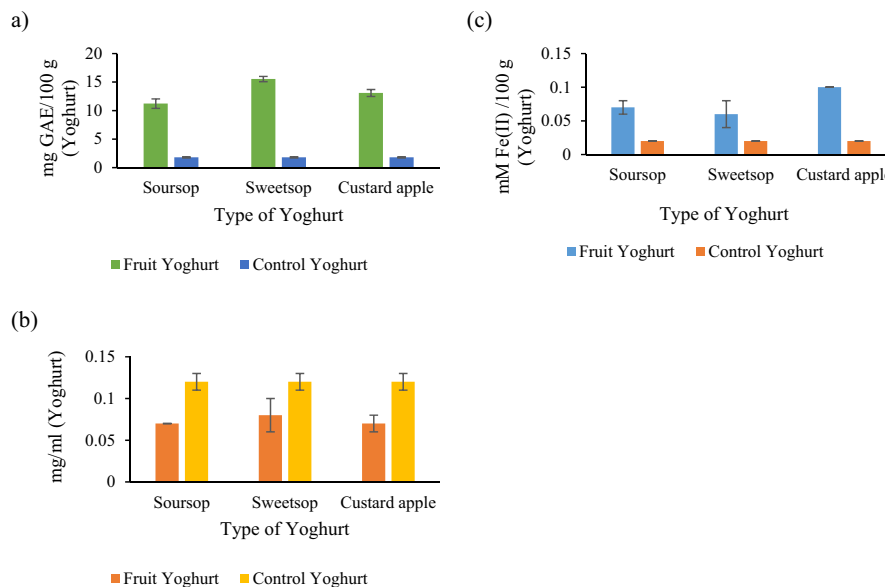 a)
mg GAE/100 g
(Yoghurt)
20
15
10
5
0
Soursop Sweetsop Custard apple
Type of Yoghurt
Fruit Yoghurt Control Yoghurt
(c)
mM Fe(II) /100 g
(Yoghurt)
0.15
0.1
0.05
0
Soursop Sweetsop Custard apple
Type of Yoghurt
Fruit Yoghurt Control Yoghurt
(b)
mg/ml (Yoghurt)
0.15
0.1
0.05
0
Soursop Sweetsop Custard apple
Type of Yoghurt
Fruit Yoghurt Control Yoghurt